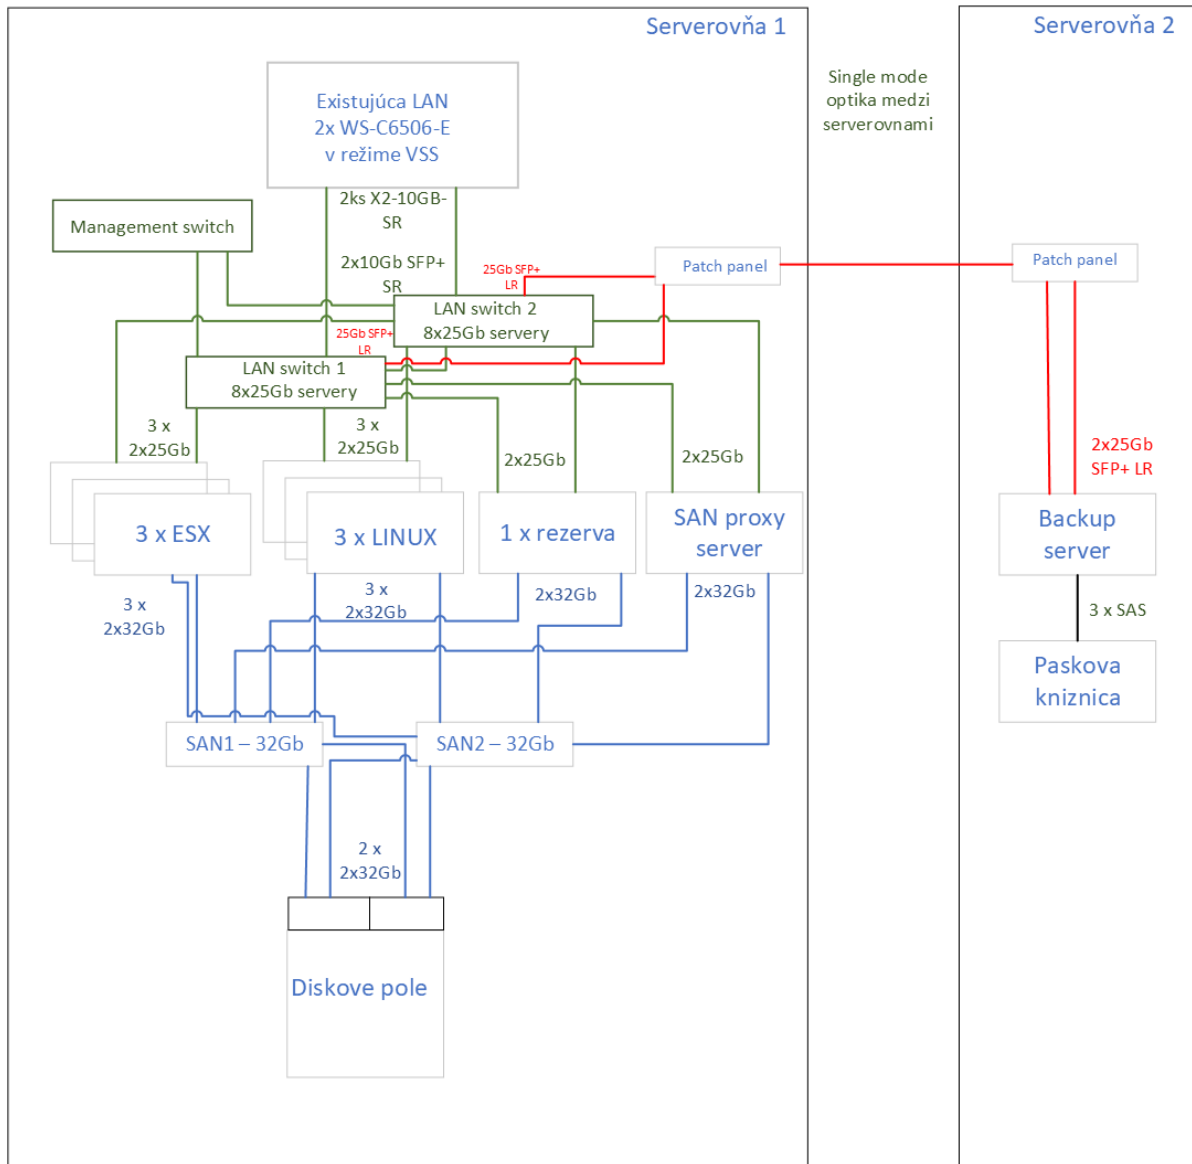 Serverovňa 1
Serverovňa 2
Single mode
optika medzi
serverovnami
Existujúca LAN
2x WS-C6506-E
v režime VSS
2ks X2-10GB-
SR
Management switch
2x10Gb SFP+
SR
25Gb SFP+
LR
Patch panel
Patch panel
LAN switch 2
8x25Gb servery
25Gb SFP+
LR
LAN switch 1
8x25Gb servery
3 x
2x25Gb
3 x
2x25Gb
2x25Gb
2x25Gb
2x25Gb
SFP+ LR
3 x ESX
3 x LINUX
1 x rezerva
SAN proxy
server
Backup
server
3 x
2x32Gb
3 x
2x32Gb
2x32Gb
2x32Gb
3 x SAS
Paskova
kniznica
SAN1 – 32Gb
SAN2 – 32Gb
2 x
2x32Gb
Diskove pole